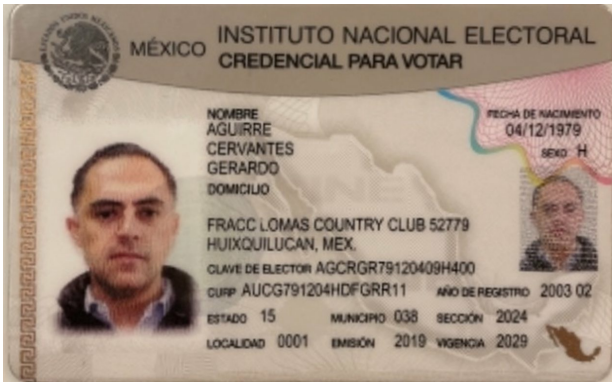 MÉXICO INSTITUTO NACIONAL ELECTORAL
CREDENCIAL PARA VOTAR
NOMBRE
AGUIRRE
CERVANTES
GERARDO
FECHA DE NACIMIENTO
04/12/1979
SEXO H
DOMICILIO
FRACC LOMAS COUNTRY CLUB 52779
HUIXQUILUCAN, MEX.
CLAVE DE ELECTOR AGCRGR79120409H400
CURP AUCG791204HDFGRR11 AÑO DE REGISTRO 2003 02
ESTADO 15 MUNICIPIO 038 SECCIÓN 2024
LOCALIDAD 0001 EMISIÓN 2019 VIGENCIA 2029